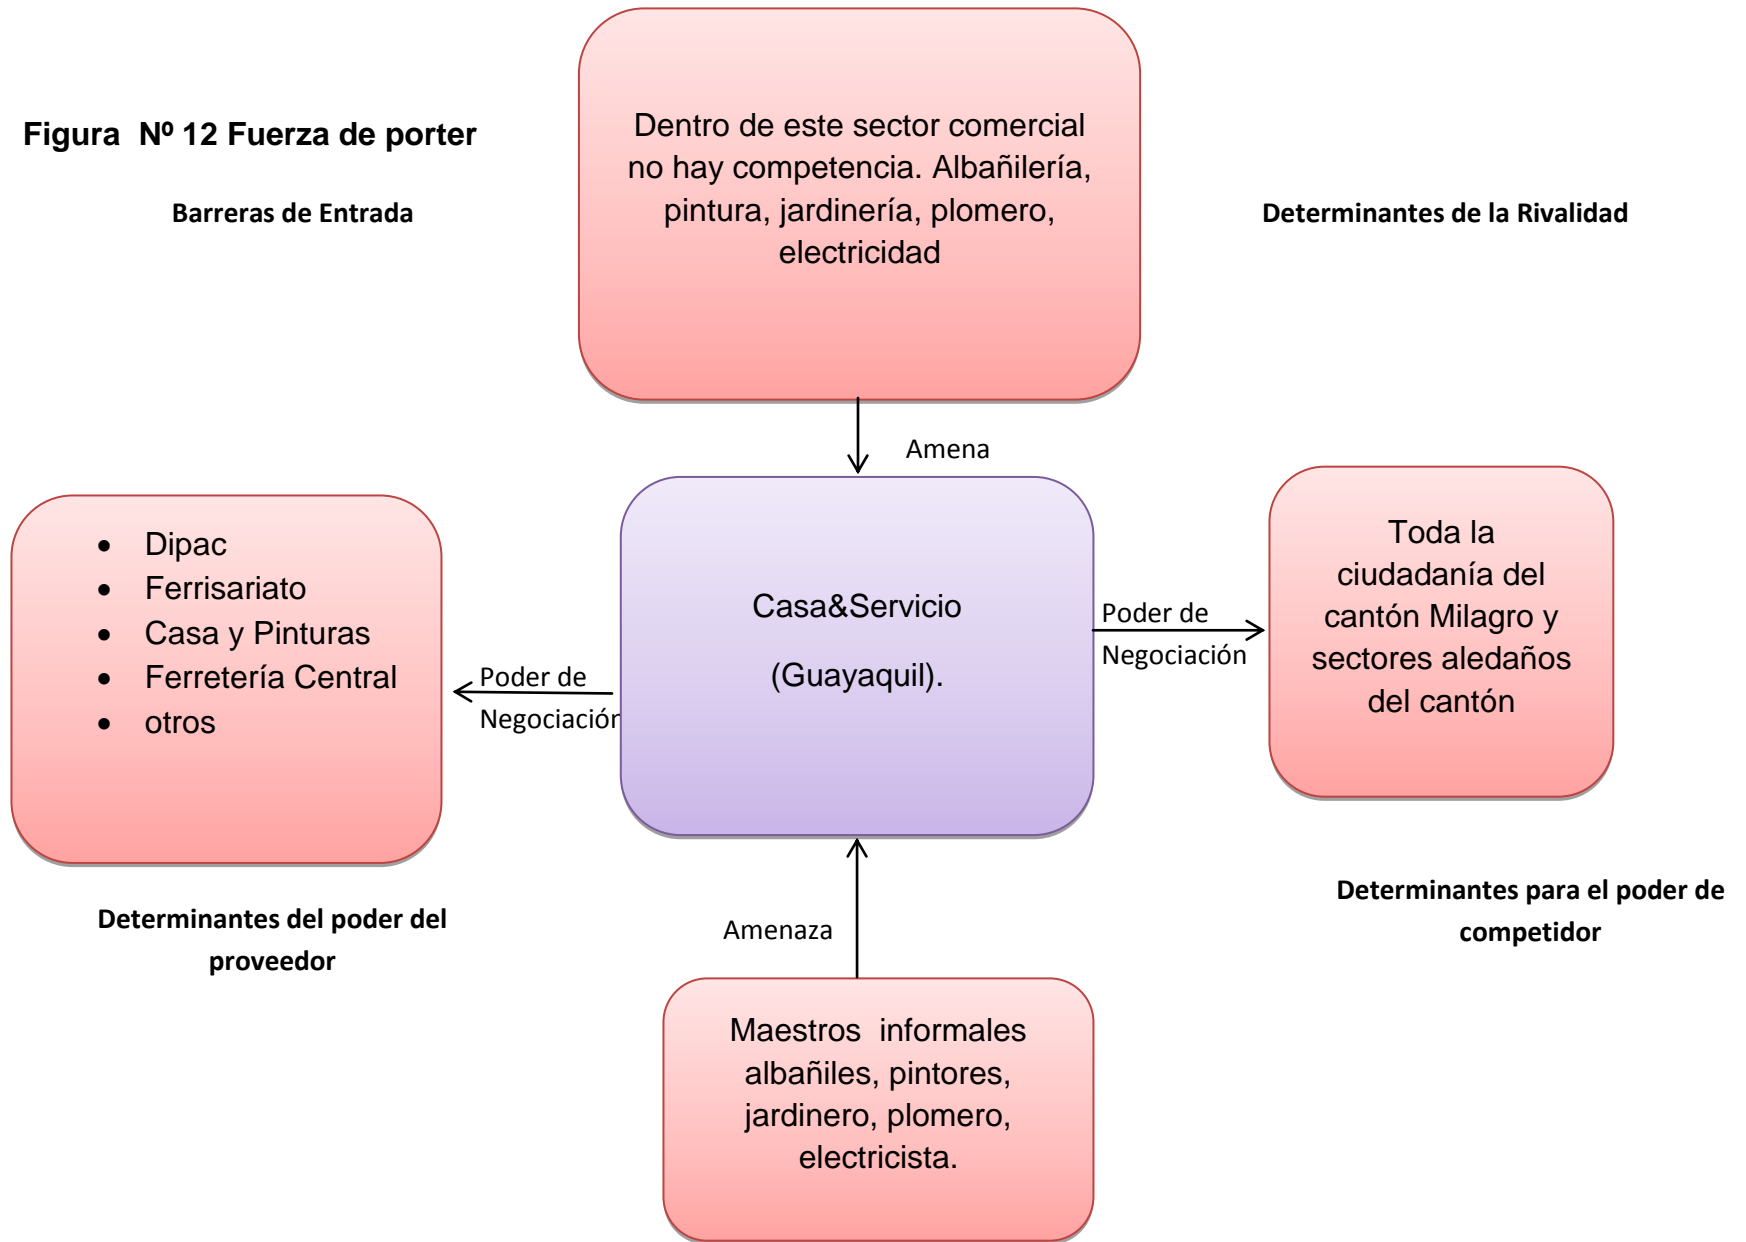 Figura Nº 12 Fuerza de porter
Barreras de Entrada
Dentro de este sector comercial
no hay competencia. Albañilería,
pintura, jardinería, plomero,
electricidad
Determinantes de la Rivalidad
Amena
• Dipac
• Ferrisariato
• Casa y Pinturas
• Ferretería Central
• otros
Poder de
Negociación
Casa&Servicio
(Guayaquil).
Poder de
Negociación
Toda la
ciudadanía del
cantón Milagro y
sectores aledaños
del cantón
Determinantes del poder del
proveedor
Amenaza
Determinantes para el poder de
competidor
Maestros informales
albañiles, pintores,
jardinero, plomero,
electricista.